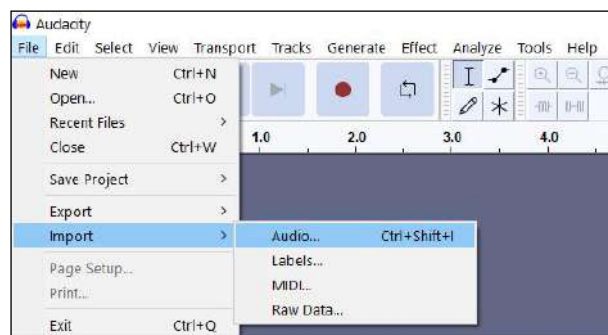 Audacity
File Edit Select View Transport Tracks Generate Effect Analyze Tools Help
New Ctrl+N
Open... Ctrl+O
Recent Files >
Close Ctrl+W
1.0 2.0 3.0 4.0
Save Project >
Export >
Import >
Audio... Ctrl+Shift+I
Labels...
Page Setup...
MIDI...
Print...
Raw Data...
Exit Ctrl+Q